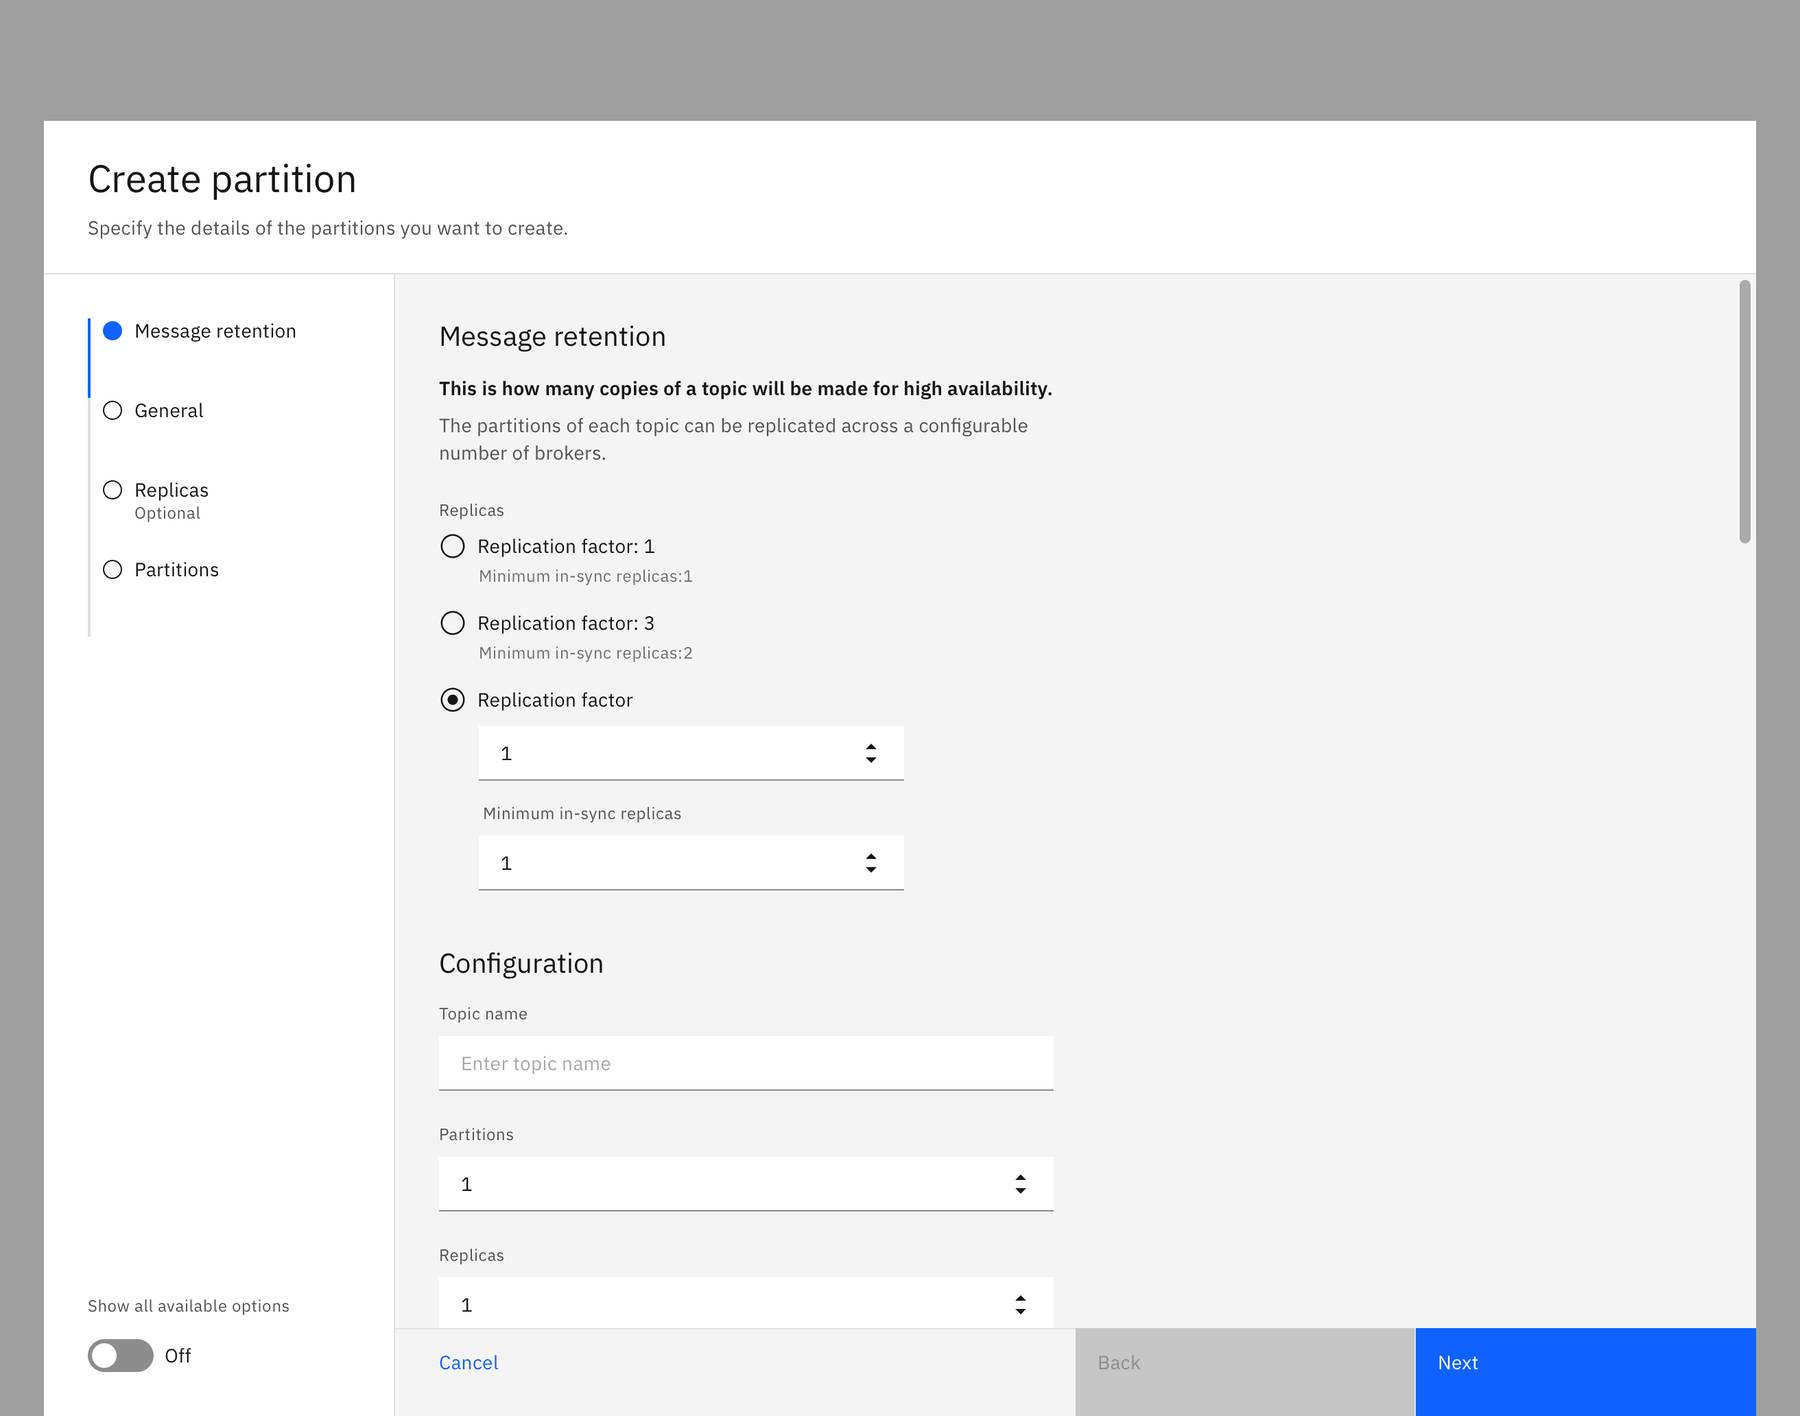 Create partition
Specify the details of the partitions you want to create.
Message retention
General
Replicas
Optional
Partitions
Show all available options
Off
Message retention
This is how many copies of a topic will be made for high availability.
The partitions of each topic can be replicated across a configurable
number of brokers.
Replicas
Replication factor: 1
Minimum in-sync replicas:1
Replication factor: 3
Minimum in-sync replicas:2
Replication factor
1
Minimum in-sync replicas
1
Configuration
Topic name
Enter topic name
Partitions
1
Replicas
1
Cancel
Back
Next